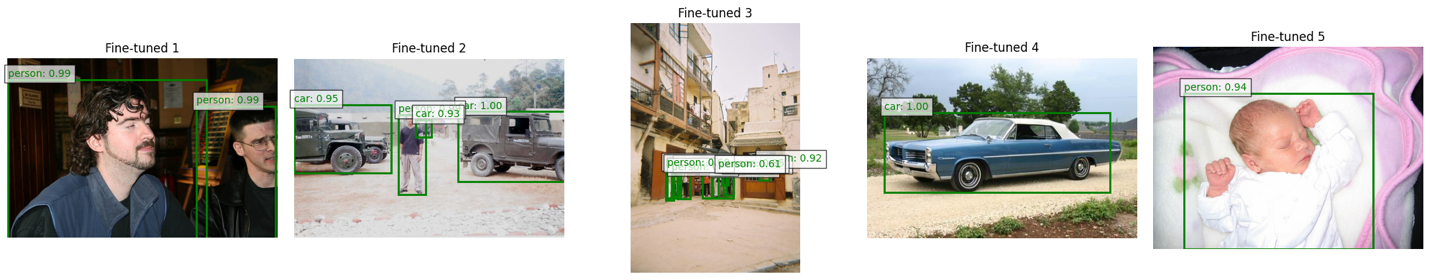 Fine-tuned 1
person: 0.99
person: 0.99
Fine-tuned 2
car: 0.95
car: 1.00
car: 0.93
Fine-tuned 3
person: 0.61
0.92
Fine-tuned 4
car: 1.00
Fine-tuned 5
person: 0.94